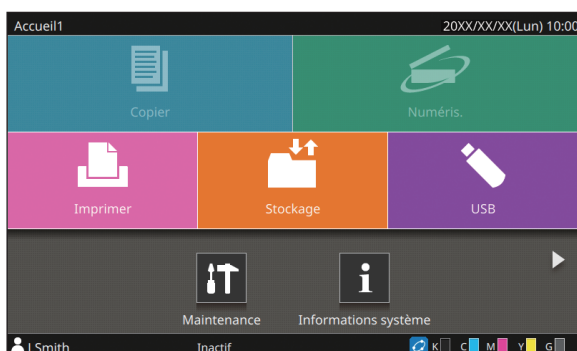 Accueil1 20XX/XX/XX(Lun) 10:00
Copier Numéris.
Imprimer Stockage USB
Maintenance Informations système
J.Smith Inactif K C M Y G